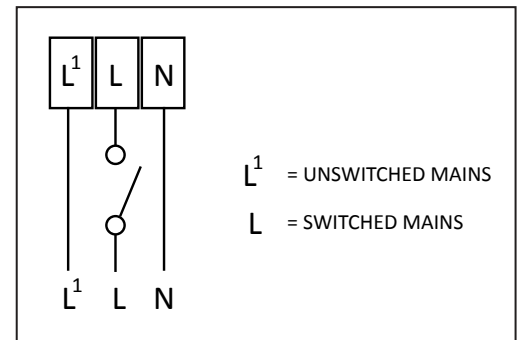 L¹ L N
L¹ = UNSWITCHED MAINS
L = SWITCHED MAINS
L¹ L N